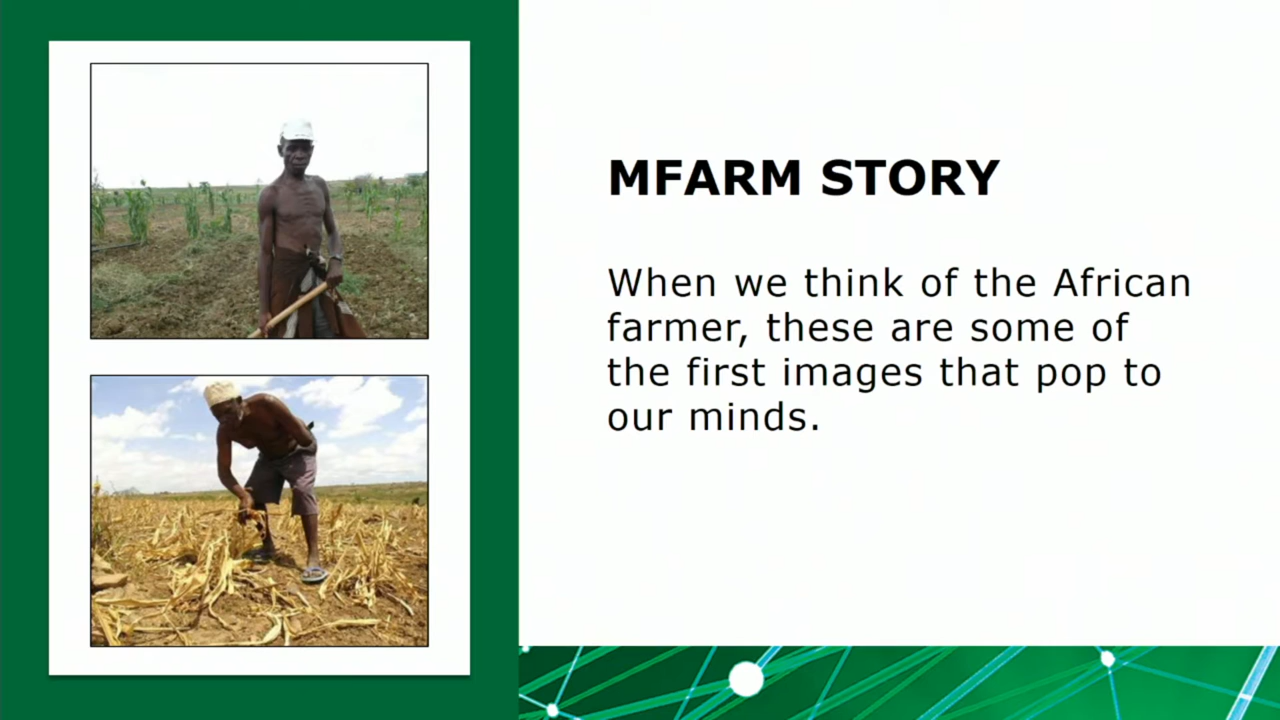 MFARM STORY
When we think of the African
farmer, these are some of
the first images that pop to
our minds.